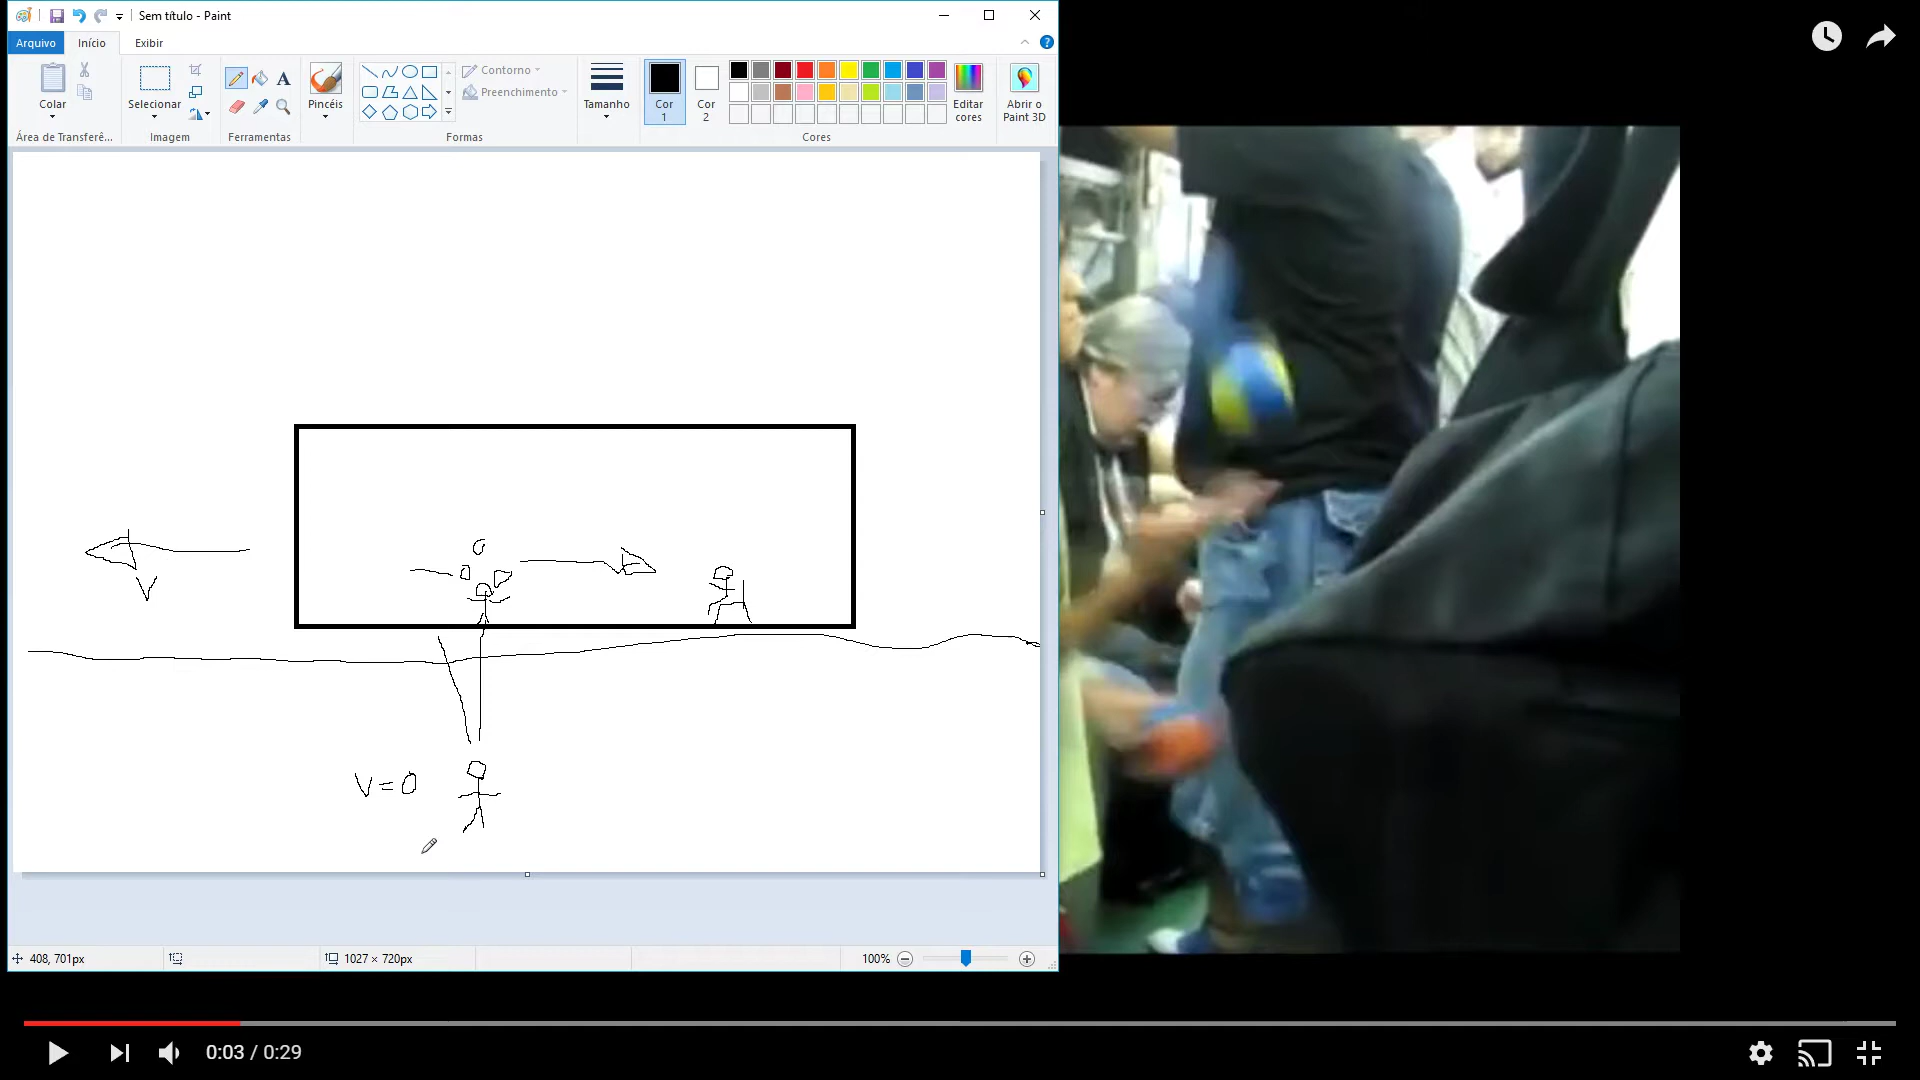 Sem título - Paint
Arquivo
Início
Exibir
Colar
Selecionar
Pincéis
Contorno
Preenchimento
Tamanho
Cor
1
Cor
2
Editar
cores
Abrir o
Paint 3D
Área de Transferê...
Imagem
Ferramentas
Formas
Cores
V
V=0
408, 701px
1027 × 720px
100%
0:03 / 0:29